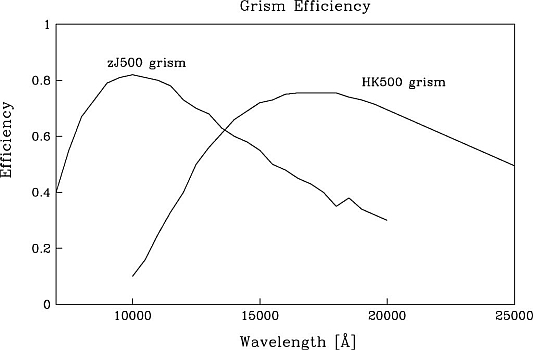 Grism Efficiency
1
zJ500 grism
HK500 grism
0.8
0.6
0.4
0.2
0
Efficiency
10000 15000 20000 25000
Wavelength [Å]